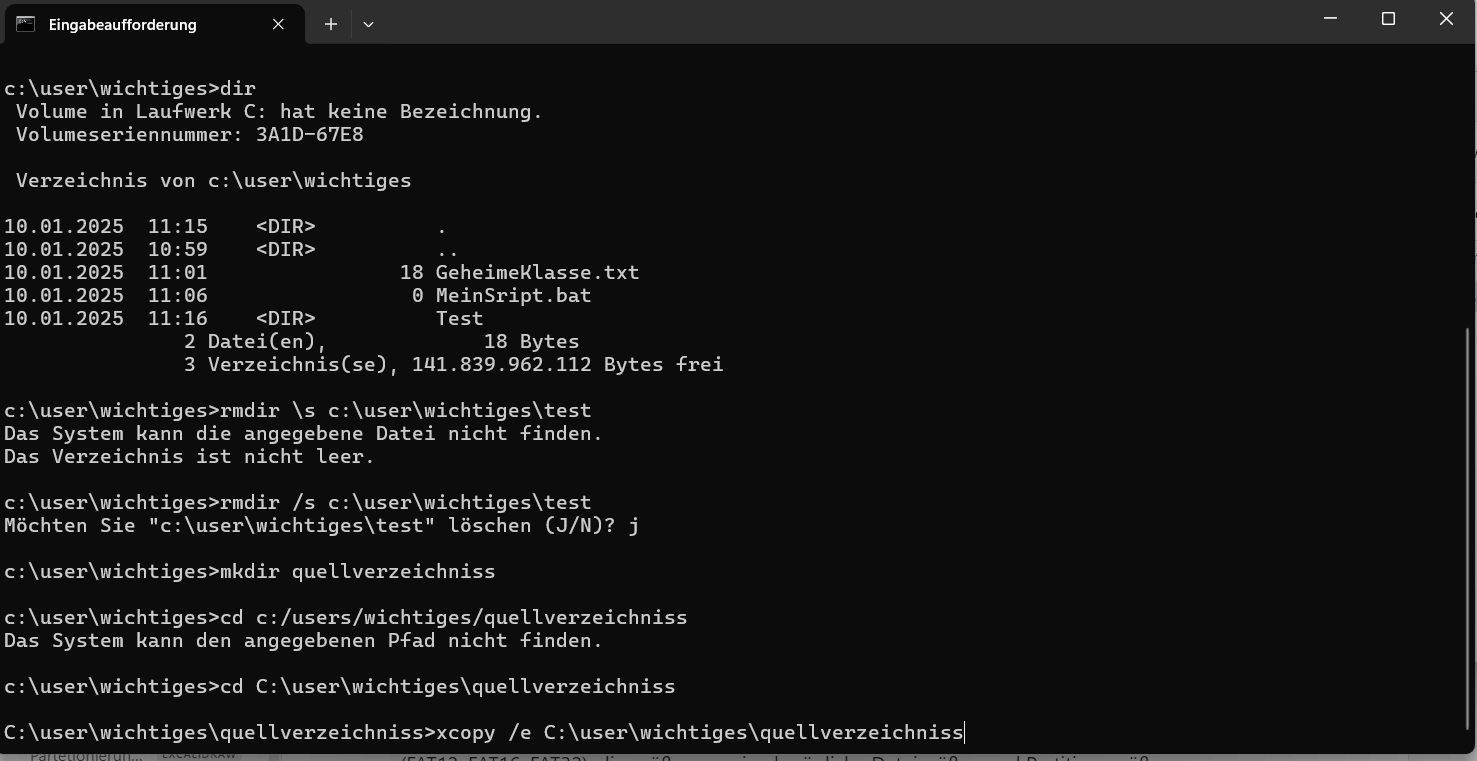 Eingabeaufforderung
c:\user\wichtiges>dir
Volume in Laufwerk C: hat keine Bezeichnung.
Volumeseriennummer: 3A1D-67E8
Verzeichnis von c:\user\wichtiges
10.01.2025  11:15    <DIR>          .
10.01.2025  10:59    <DIR>          ..
10.01.2025  11:01                18 GeheimeKlasse.txt
10.01.2025  11:06                 0 MeinSript.bat
10.01.2025  11:16    <DIR>          Test
2 Datei(en),             18 Bytes
3 Verzeichnis(se), 141.839.962.112 Bytes frei
c:\user\wichtiges>rmdir \s c:\user\wichtiges\test
Das System kann die angegebene Datei nicht finden.
Das Verzeichnis ist nicht leer.
c:\user\wichtiges>rmdir /s c:\user\wichtiges\test
Möchten Sie "c:\user\wichtiges\test" löschen (J/N)? j
c:\user\wichtiges>mkdir quellverzeichniss
c:\user\wichtiges>cd c:/users/wichtiges/quellverzeichniss
Das System kann den angegebenen Pfad nicht finden.
c:\user\wichtiges>cd C:\user\wichtiges\quellverzeichniss
C:\user\wichtiges\quellverzeichniss>xcopy /e C:\user\wichtiges\quellverzeichniss